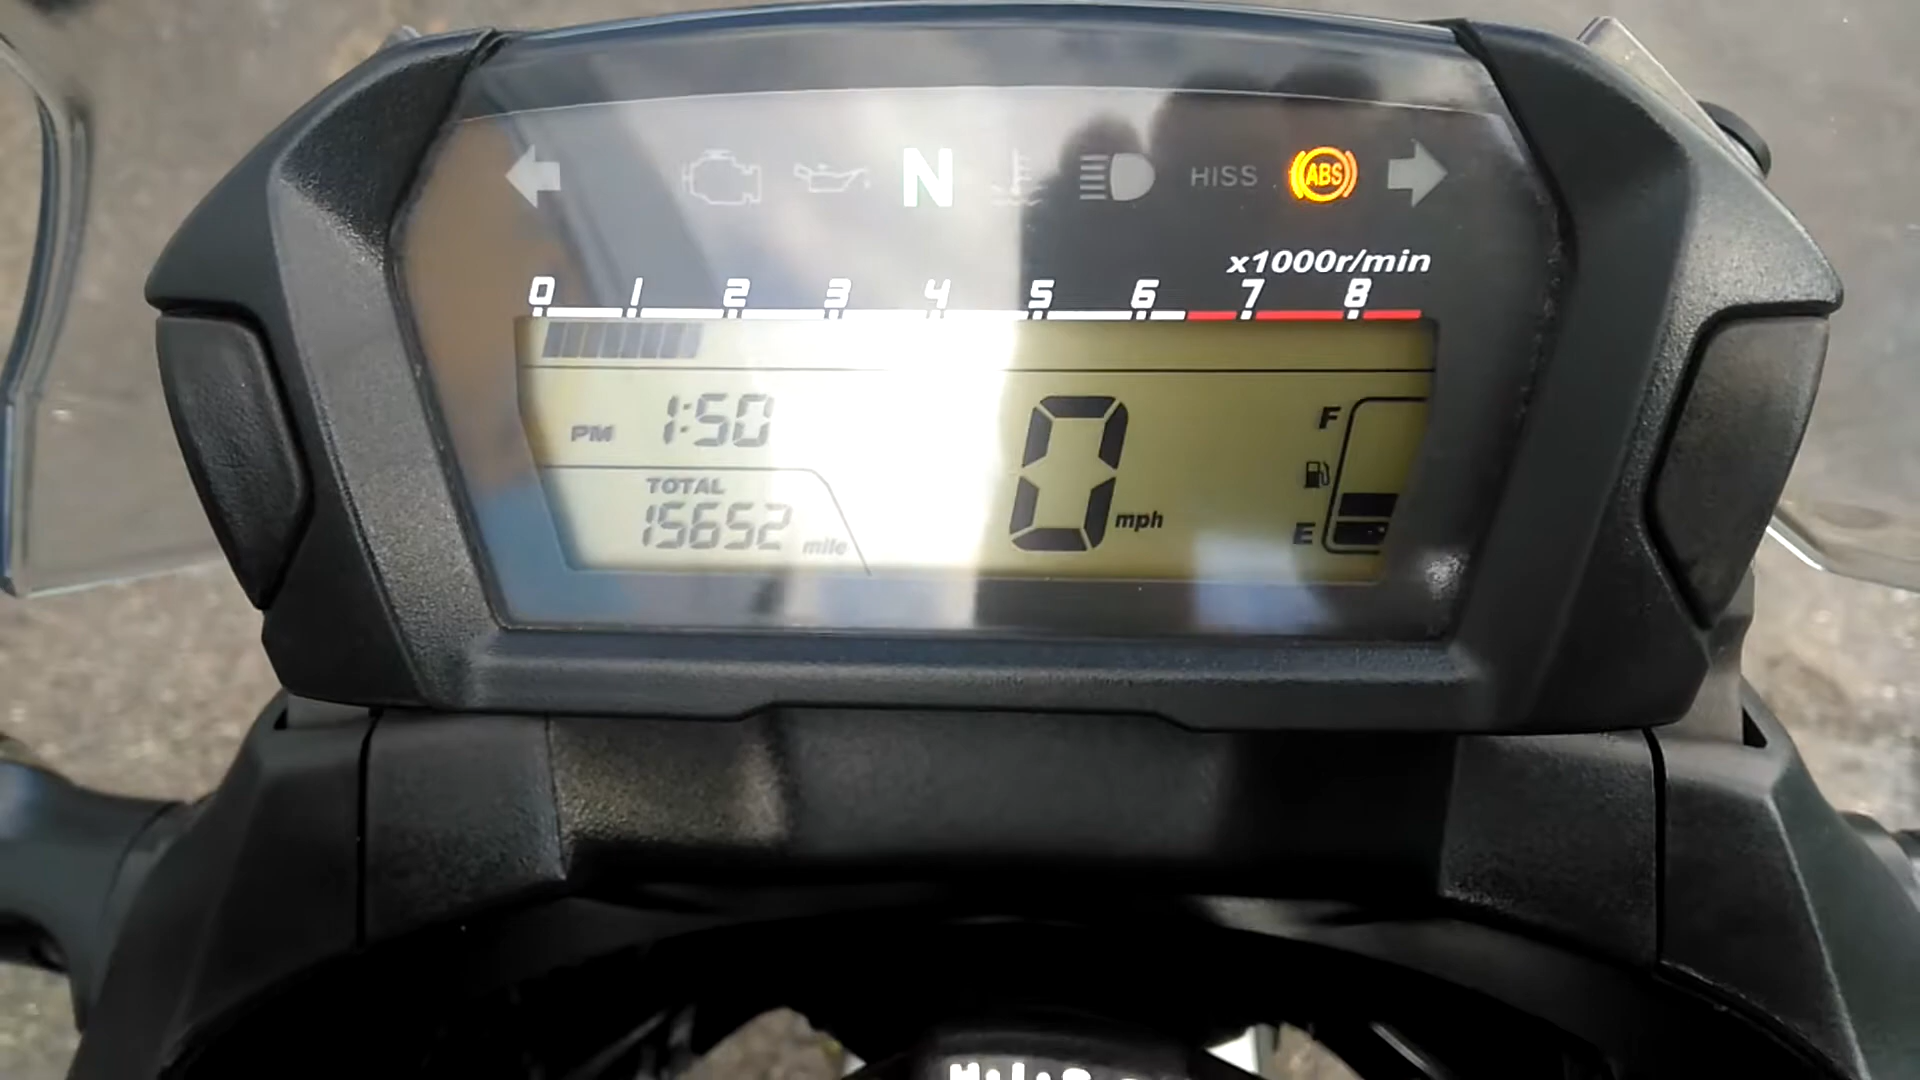 N HISS ABS
x1000r/min
0 1 2 3 4 5 6 7 8
PM 1:50
F
TOTAL
15652 mile
0 mph
E